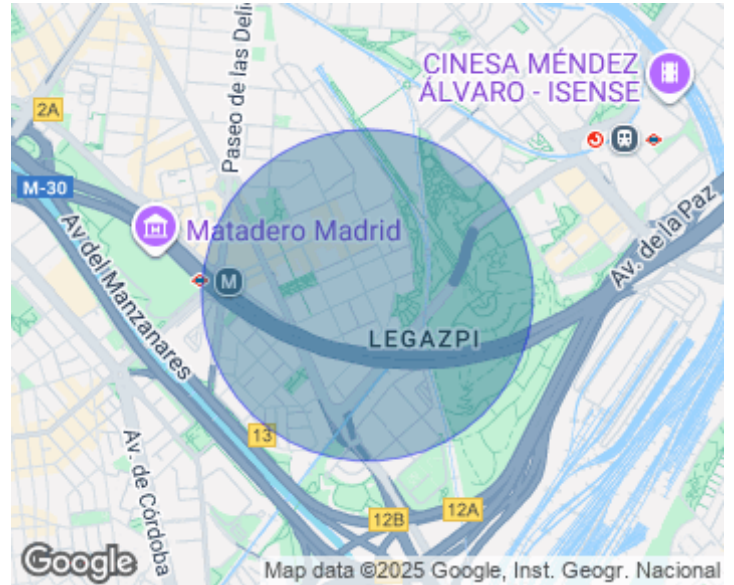 CINESA MÉNDEZ
ÁLVARO - ISENSE
2A
Paseo de las Deli
M-30
Matadero Madrid
M
Av. de la Paz
Av del Manzanares
LEGAZPI
13
Av. de Córdoba
12A
12B
Google
Map data ©2025 Google, Inst. Geogr. Nacional